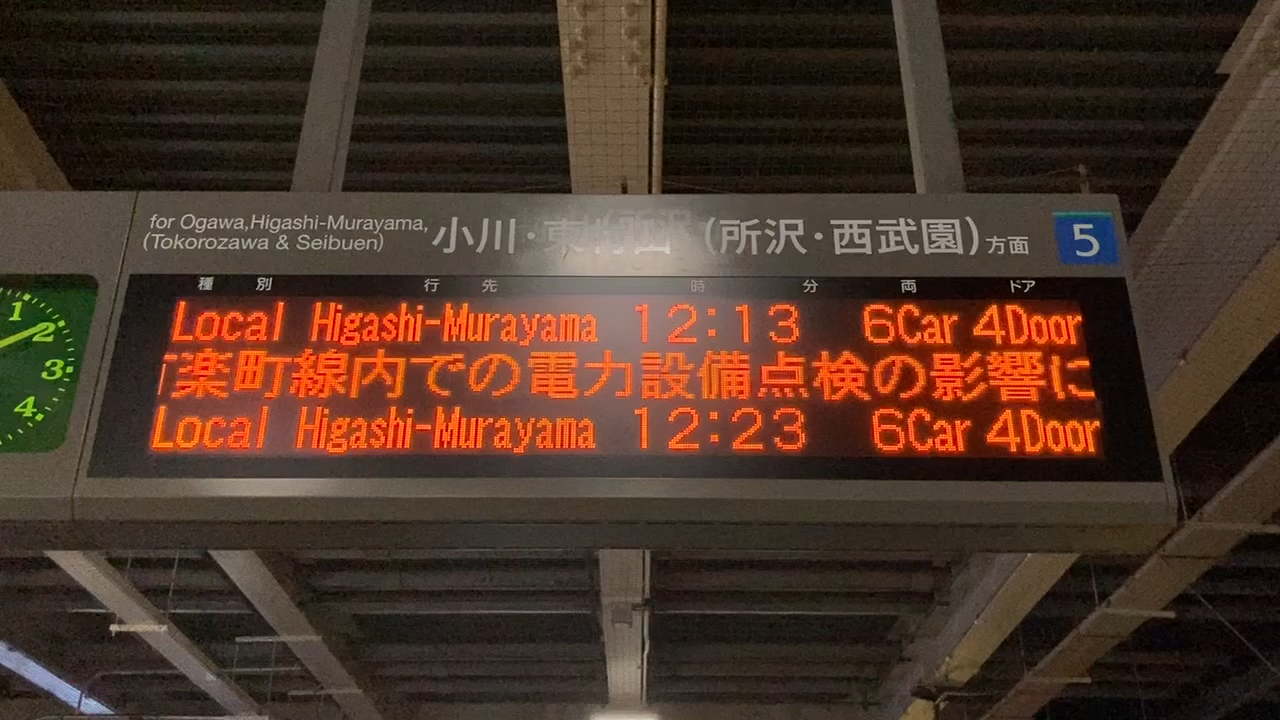 for Ogawa,Higashi-Murayama,
(Tokorozawa & Seibuen)
小川・東村山 (所沢・西武園)方面
5
種別 行先 時 分 両 ドア
Local Higashi-Murayama 12:13 6Car 4Door
楽町線内での電力設備点検の影響に
Local Higashi-Murayama 12:23 6Car 4Door
1
2
3
4